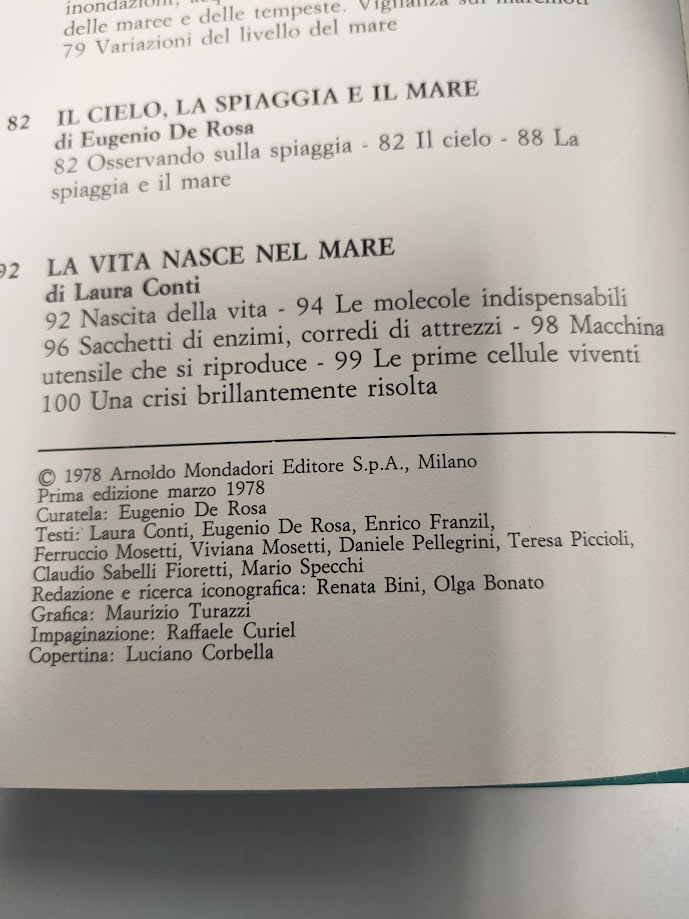 inondazioni,
delle maree e delle tempeste. Vigilanza sui maremoti
79 Variazioni del livello del mare
82 IL CIELO, LA SPIAGGIA E IL MARE
di Eugenio De Rosa
82 Osservando sulla spiaggia - 82 Il cielo - 88 La
spiaggia e il mare
92 LA VITA NASCE NEL MARE
di Laura Conti
92 Nascita della vita - 94 Le molecole indispensabili
96 Sacchetti di enzimi, corredi di attrezzi - 98 Macchina
utensile che si riproduce - 99 Le prime cellule viventi
100 Una crisi brillantemente risolta
© 1978 Arnoldo Mondadori Editore S.p.A., Milano
Prima edizione marzo 1978
Curatela: Eugenio De Rosa
Testi: Laura Conti, Eugenio De Rosa, Enrico Franzil,
Ferruccio Mosetti, Viviana Mosetti, Daniele Pellegrini, Teresa Piccioli,
Claudio Sabelli Fioretti, Mario Specchi
Redazione e ricerca iconografica: Renata Bini, Olga Bonato
Grafica: Maurizio Turazzi
Impaginazione: Raffaele Curiel
Copertina: Luciano Corbella